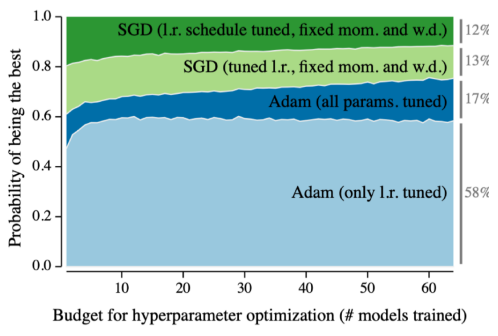 1.0
0.8
0.6
0.4
0.2
0.0
Probability of being the best
SGD (l.r. schedule tuned, fixed mom. and w.d.)
12%
SGD (tuned l.r., fixed mom. and w.d.)
13%
Adam (all params. tuned)
17%
Adam (only l.r. tuned)
58%
10 20 30 40 50 60
Budget for hyperparameter optimization (# models trained)